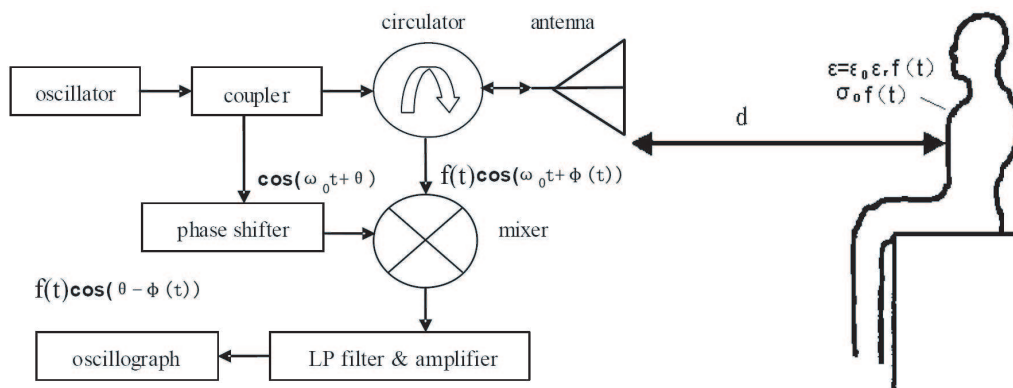 circulator
antenna
oscillator
coupler
ε=ε₀εᵣf(t)
σ₀f(t)
d
cos(ω₀t+θ)
f(t)cos(ω₀t+Φ(t))
phase shifter
mixer
f(t)cos(θ-Φ(t))
oscillograph
LP filter & amplifier